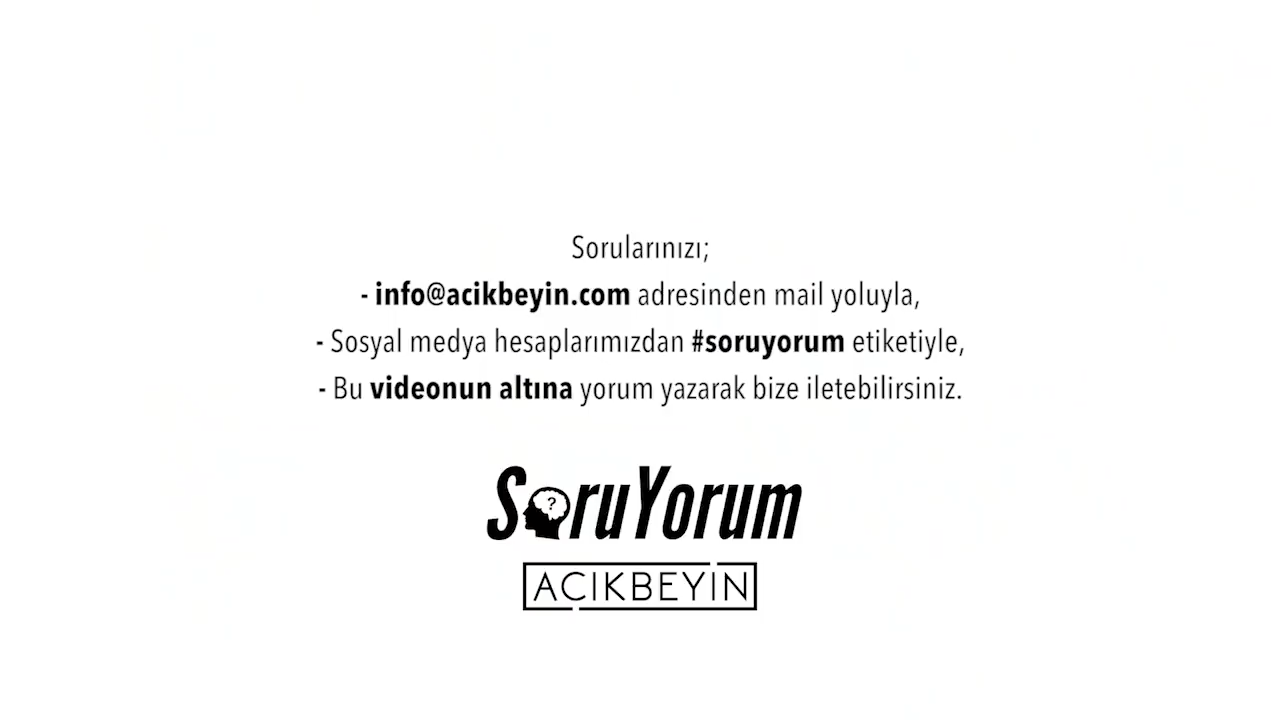 Sorularınızı;
- info@acikbeyin.com adresinden mail yoluyla,
- Sosyal medya hesaplarımızdan #soruyorum etiketiyle,
- Bu videonun altına yorum yazarak bize iletebilirsiniz.
SoruYorum
AÇIKBEYİN